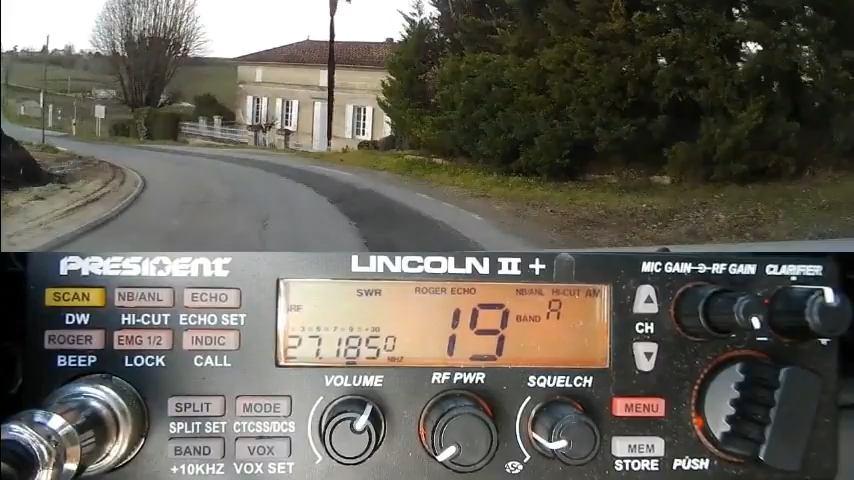 PRESIDENT
LINCOLN II +
MIC GAIN RF GAIN CLARIFIER
SCAN NB/ANL ECHO
DW HI-CUT ECHO SET
ROGER EMG 1/2 INDIC
BEEP LOCK CALL
SWR ROGER ECHO NB/ANL HI-CUT AM
19 BAND A
27.1850 MHZ
CH
VOLUME RF PWR SQUELCH
SPLIT MODE
SPLIT SET CTCSS/DCS
BAND VOX
+10KHZ VOX SET
MENU
MEM
STORE
PUSH